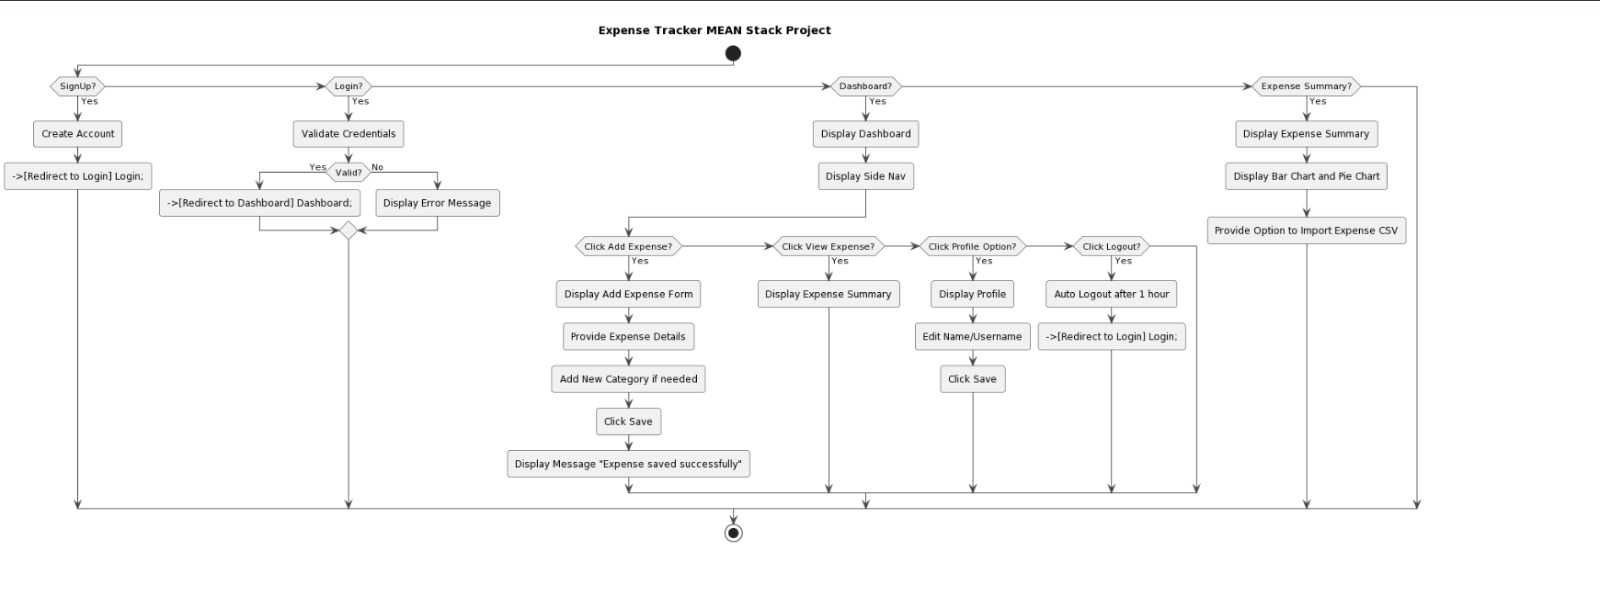 Expense Tracker MEAN Stack Project
SignUp?
Yes
Create Account
->[Redirect to Login] Login;
Login?
Yes
Validate Credentials
Valid?
Yes
No
->[Redirect to Dashboard] Dashboard;
Display Error Message
Dashboard?
Yes
Display Dashboard
Display Side Nav
Click Add Expense?
Yes
Display Add Expense Form
Provide Expense Details
Add New Category if needed
Click Save
Display Message "Expense saved successfully"
Click View Expense?
Yes
Display Expense Summary
Click Profile Option?
Yes
Display Profile
Edit Name/Username
Click Save
Click Logout?
Yes
Auto Logout after 1 hour
->[Redirect to Login] Login;
Expense Summary?
Yes
Display Expense Summary
Display Bar Chart and Pie Chart
Provide Option to Import Expense CSV